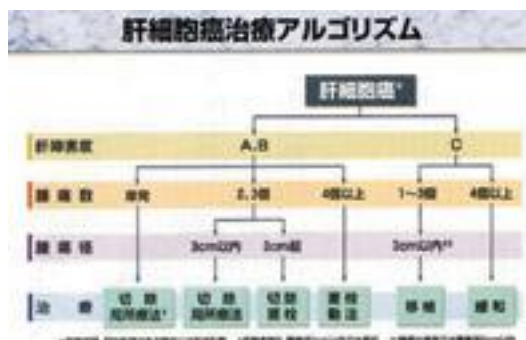 肝細胞癌治療アルゴリズム
肝細胞癌*
肝障害度 A、B C
腫瘍数 単発 2、3個 4個以上 1〜3個 4個以上
腫瘍径 3cm以内 3cm超 3cm以内**
治療 切除 局所療法* 切除 局所療法 切除 塞栓 塞栓 動注 移植 緩和